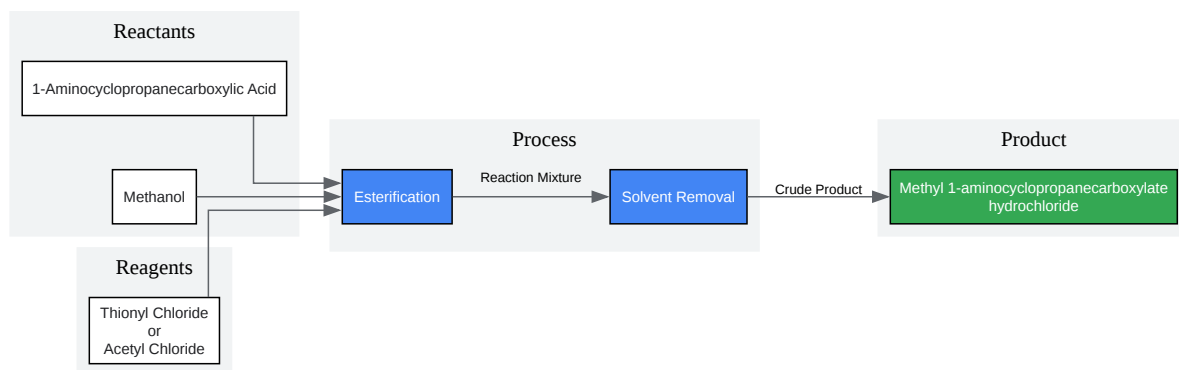 Reactants
1-Aminocyclopropanecarboxylic Acid
Methanol
Reagents
Thionyl Chloride
or
Acetyl Chloride
Process
Esterification
Reaction Mixture
Solvent Removal
Crude Product
Product
Methyl 1-aminocyclopropanecarboxylate
hydrochloride